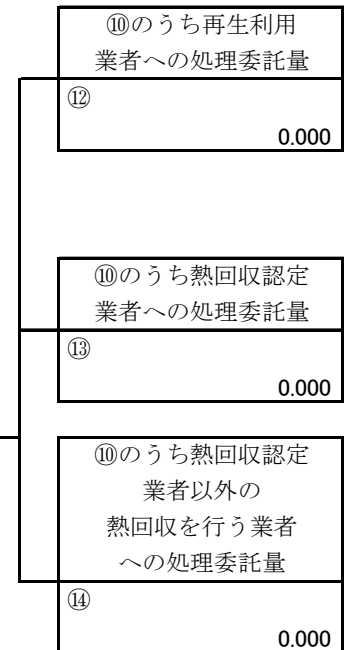 ⑩のうち再生利用
業者への処理委託量
⑫
0.000
⑩のうち熱回収認定
業者への処理委託量
⑬
0.000
⑩のうち熱回収認定
業者以外の
熱回収を行う業者
への処理委託量
⑭
0.000